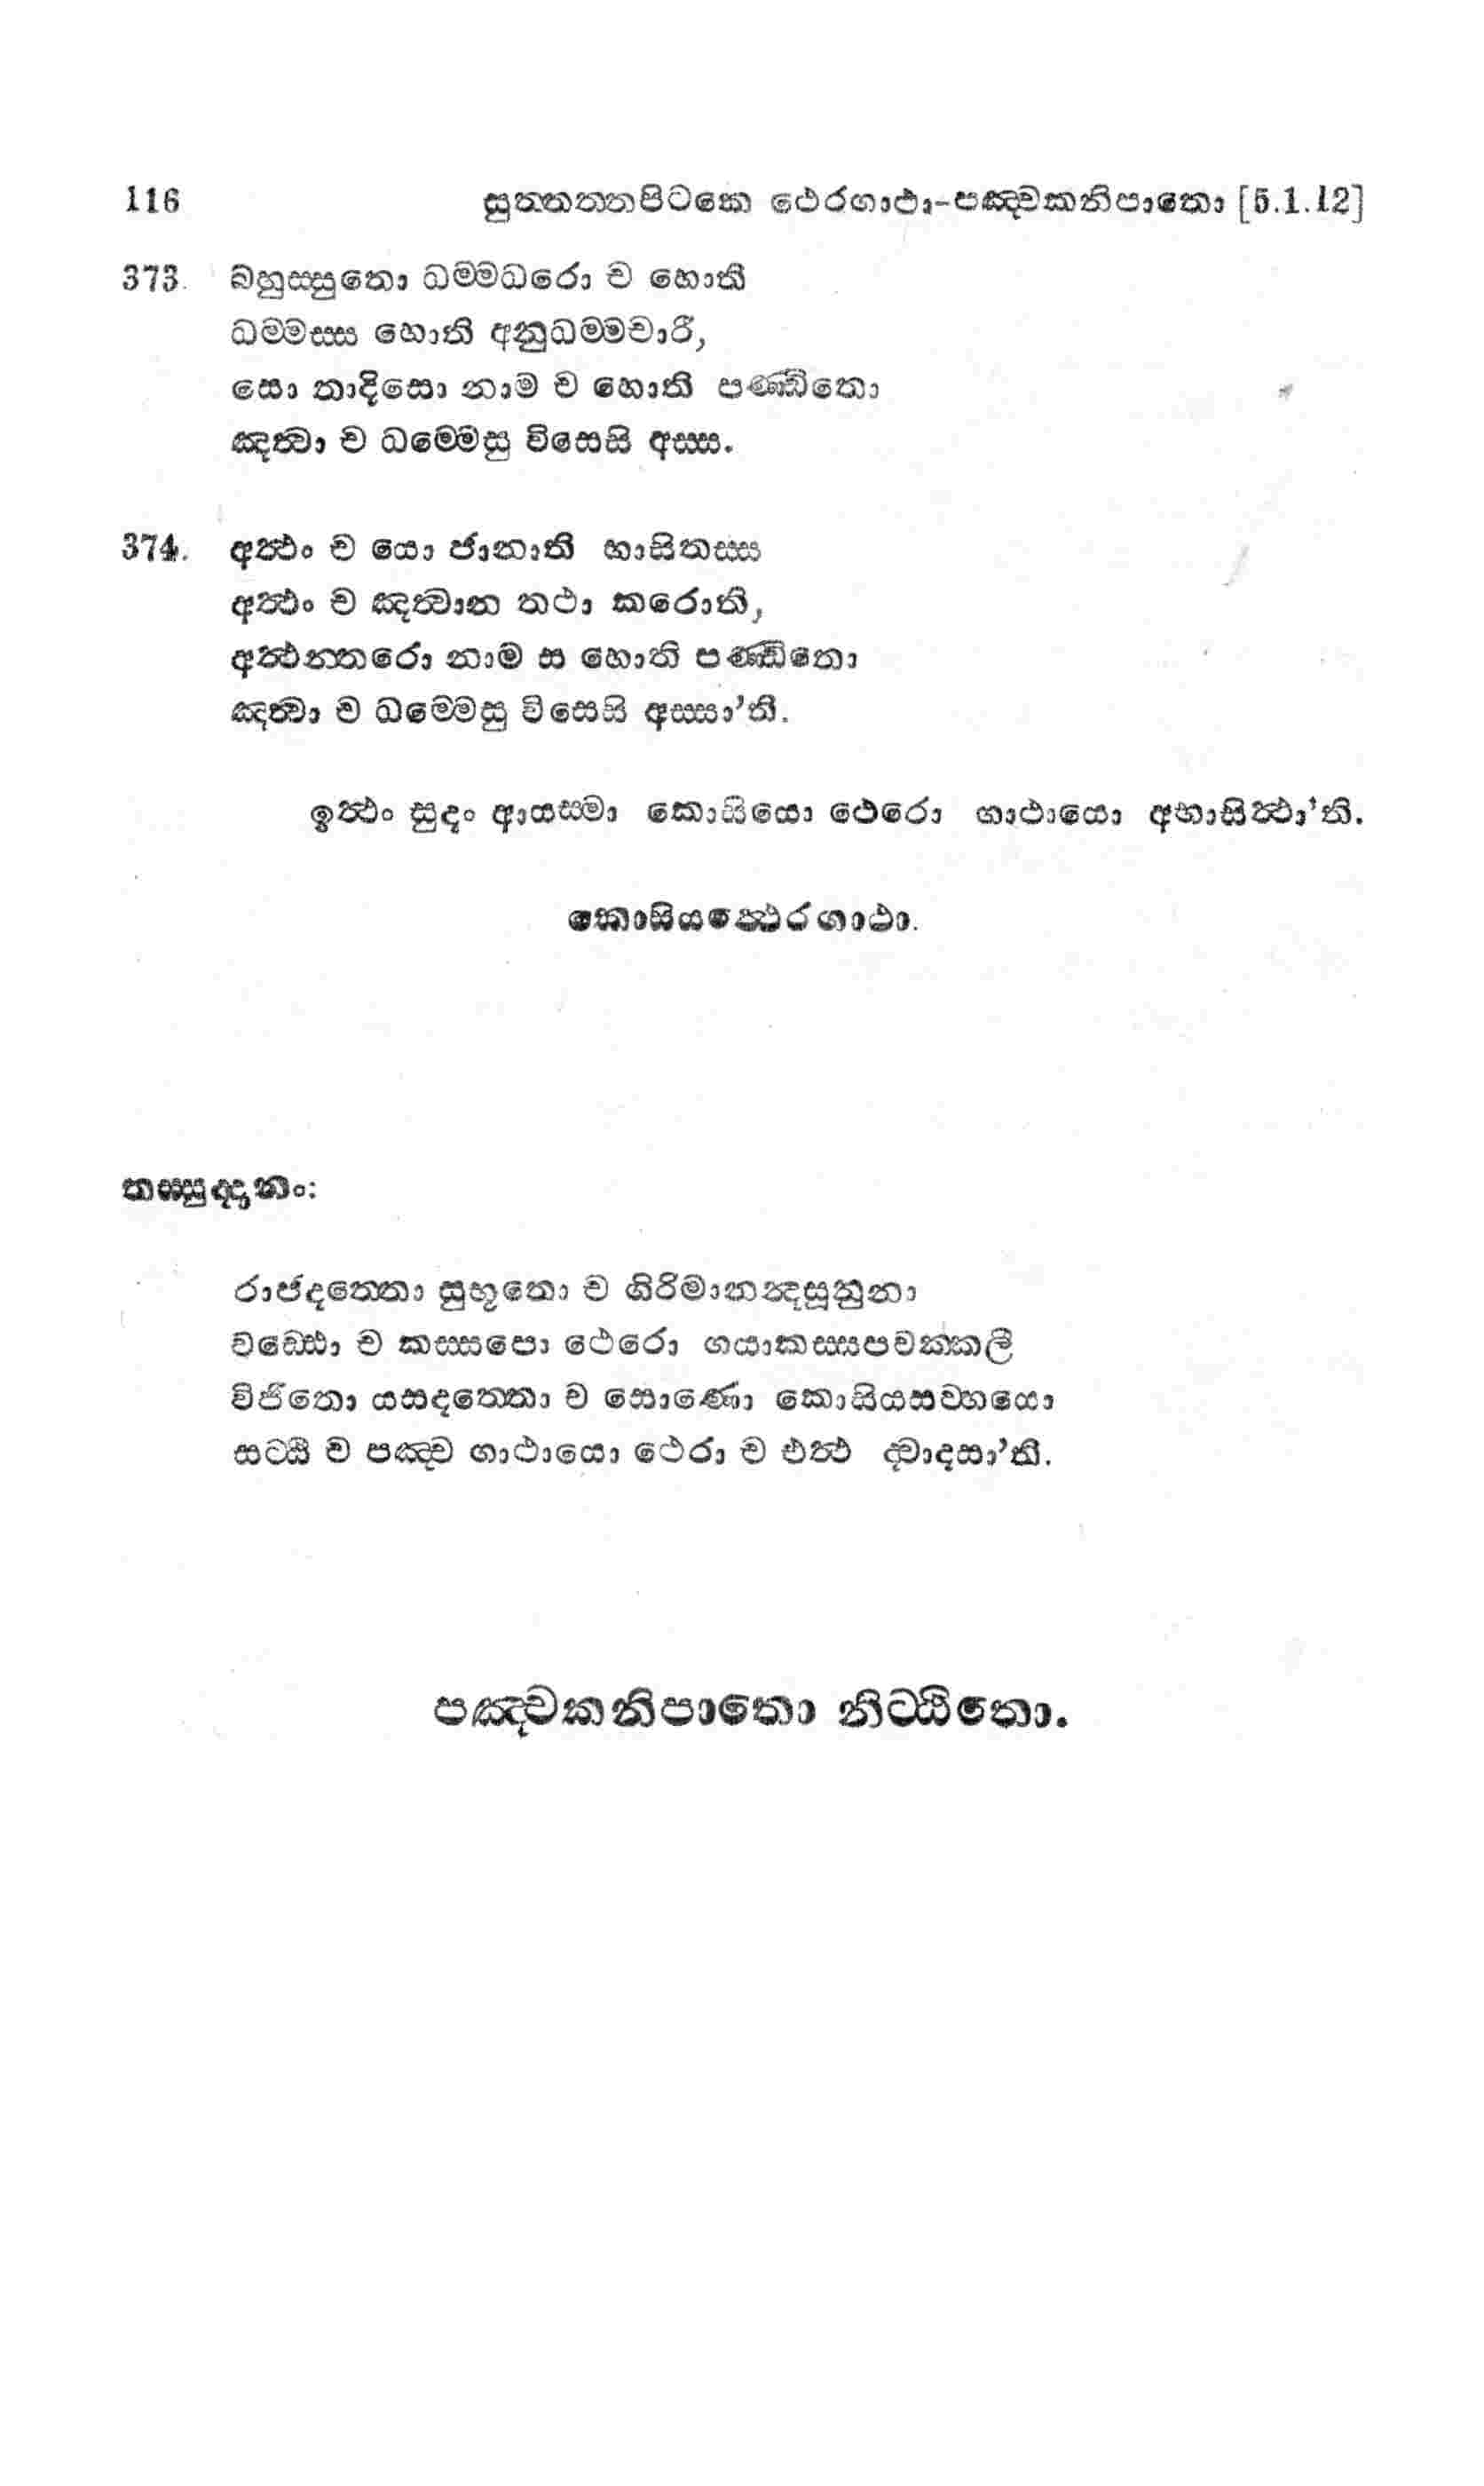 116 සුත්තන්තපිටකෙ ථෙරගාථා-පඤ්චකනිපාතො [5.1.12]
373. බහුස්සුතො ධම්මධරො ච හොති
ධම්මස්ස හොති අනුධම්මචාරී,
සො තාදිසො නාම ච හොති පණ්ඩිතො
ඤත්වා ච ධම්මෙසු විසෙසි අස්ස.
374. අත්ථං ච යො ජානාති භාසිතස්ස
අත්ථං ච ඤත්වාන තථා කරොති,
අත්ථන්තරො නාම ස හොති පණ්ඩිතො
ඤත්වා ච ධම්මෙසු විසෙසි අස්සා'ති.
ඉත්ථං සුදං ආයස්මා කොසියො ථෙරො ගාථායො අභාසිත්ථා'ති.
කොසියත්ථෙරගාථා.
තස්සුද්දානං:
රාජදත්තො සුභූතො ච ගිරිමානන්දසූනුනා
වඩ්ඪො ච කස්සපො ථෙරො ගයාකස්සපවක්කලී
විජිතො යසදත්තො ච සොණො කොසියසව්හයො
සට්ඨි ච පඤ්ච ගාථායො ථෙරා ච එත්ථ ද්වාදසා'ති.
පඤ්චකනිපාතො නිට්ඨිතො.